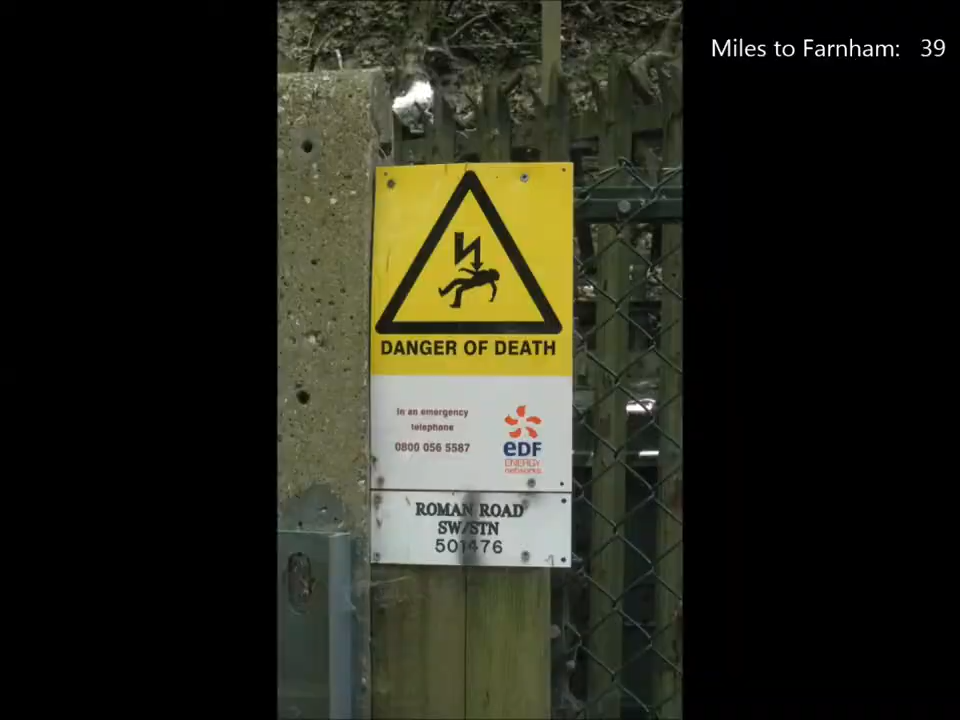 Miles to Farnham: 39
DANGER OF DEATH
In an emergency
telephone
0800 056 5587
eDF
ENERGY
networks
ROMAN ROAD
SW/STN
501476